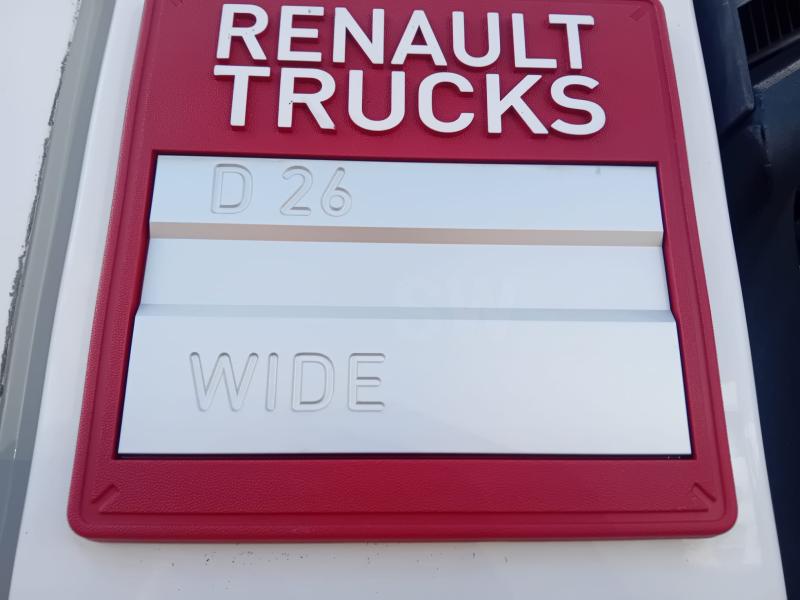 RENAULT
TRUCKS
D 26
WIDE